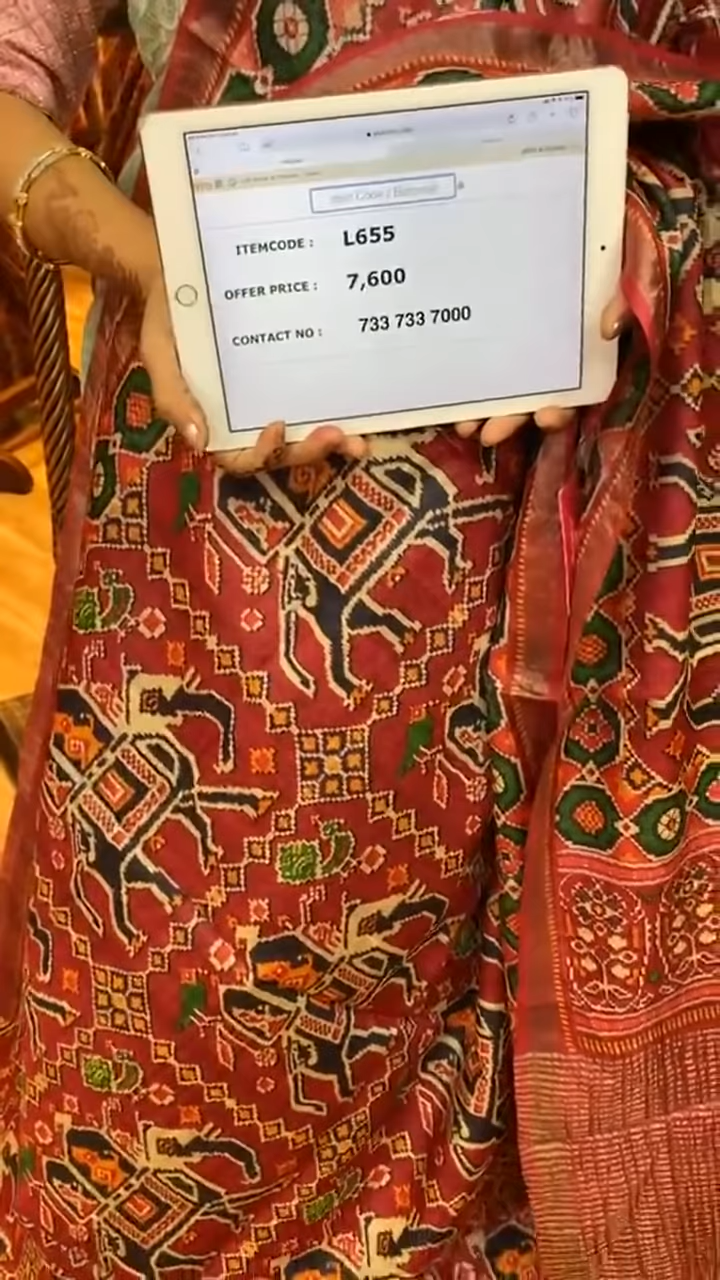 ITEMCODE : L655
OFFER PRICE : 7,600
CONTACT NO : 733 733 7000